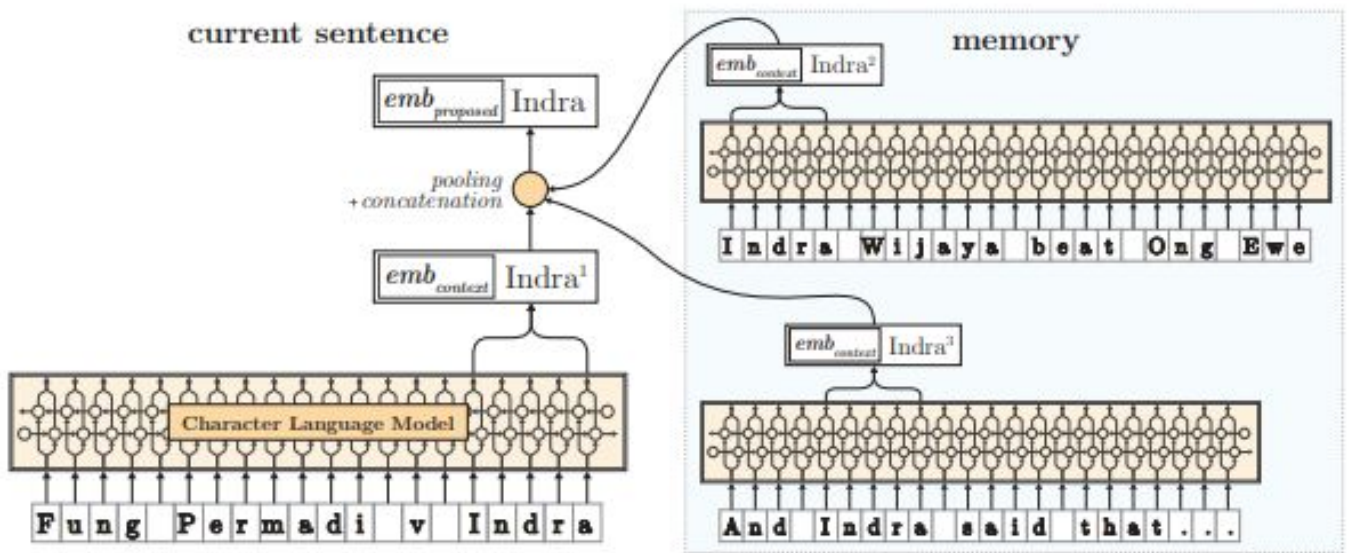 current sentence
emb_proposed Indra
pooling
+concatenation
emb_context Indra¹
Character Language Model
Fung Permadi v Indra
memory
emb_context Indra²
Indra Wijaya beat Ong Ewe
emb_context Indra³
And Indra said that...